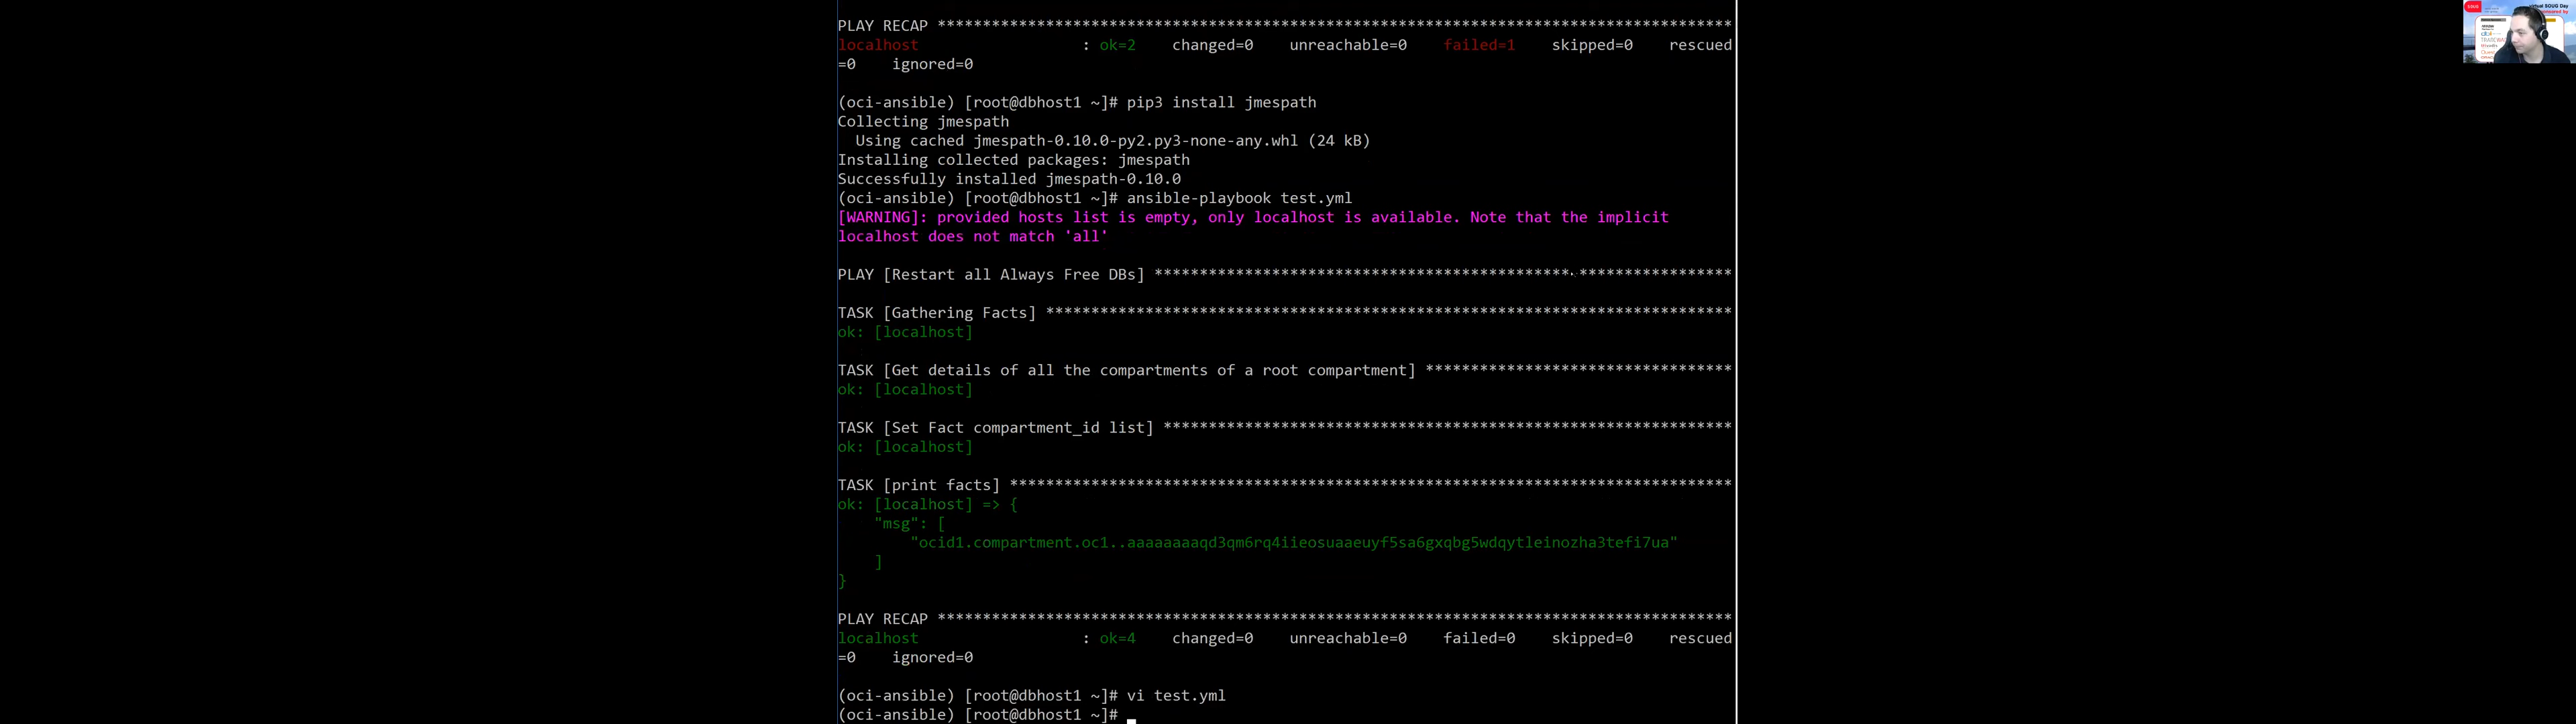 PLAY RECAP ****************************************************************************************
localhost : ok=2 changed=0 unreachable=0 failed=1 skipped=0 rescued
=0 ignored=0
(oci-ansible) [root@dbhost1 ~]# pip3 install jmespath
Collecting jmespath
Using cached jmespath-0.10.0-py2.py3-none-any.whl (24 kB)
Installing collected packages: jmespath
Successfully installed jmespath-0.10.0
(oci-ansible) [root@dbhost1 ~]# ansible-playbook test.yml
[WARNING]: provided hosts list is empty, only localhost is available. Note that the implicit
localhost does not match 'all'
PLAY [Restart all Always Free DBs] ****************************************************************
TASK [Gathering Facts] ****************************************************************************
ok: [localhost]
TASK [Get details of all the compartments of a root compartment] **********************************
ok: [localhost]
TASK [Set Fact compartment_id list] ***************************************************************
ok: [localhost]
TASK [print facts] ********************************************************************************
ok: [localhost] => {
"msg": [
"ocid1.compartment.oc1..aaaaaaaaqd3qm6rq4iieosuaaeuyf5sa6gxqbg5wdqytleinozha3tefi7ua"
]
}
PLAY RECAP ****************************************************************************************
localhost : ok=4 changed=0 unreachable=0 failed=0 skipped=0 rescued
=0 ignored=0
(oci-ansible) [root@dbhost1 ~]# vi test.yml
(oci-ansible) [root@dbhost1 ~]#
virtual SOUG Day